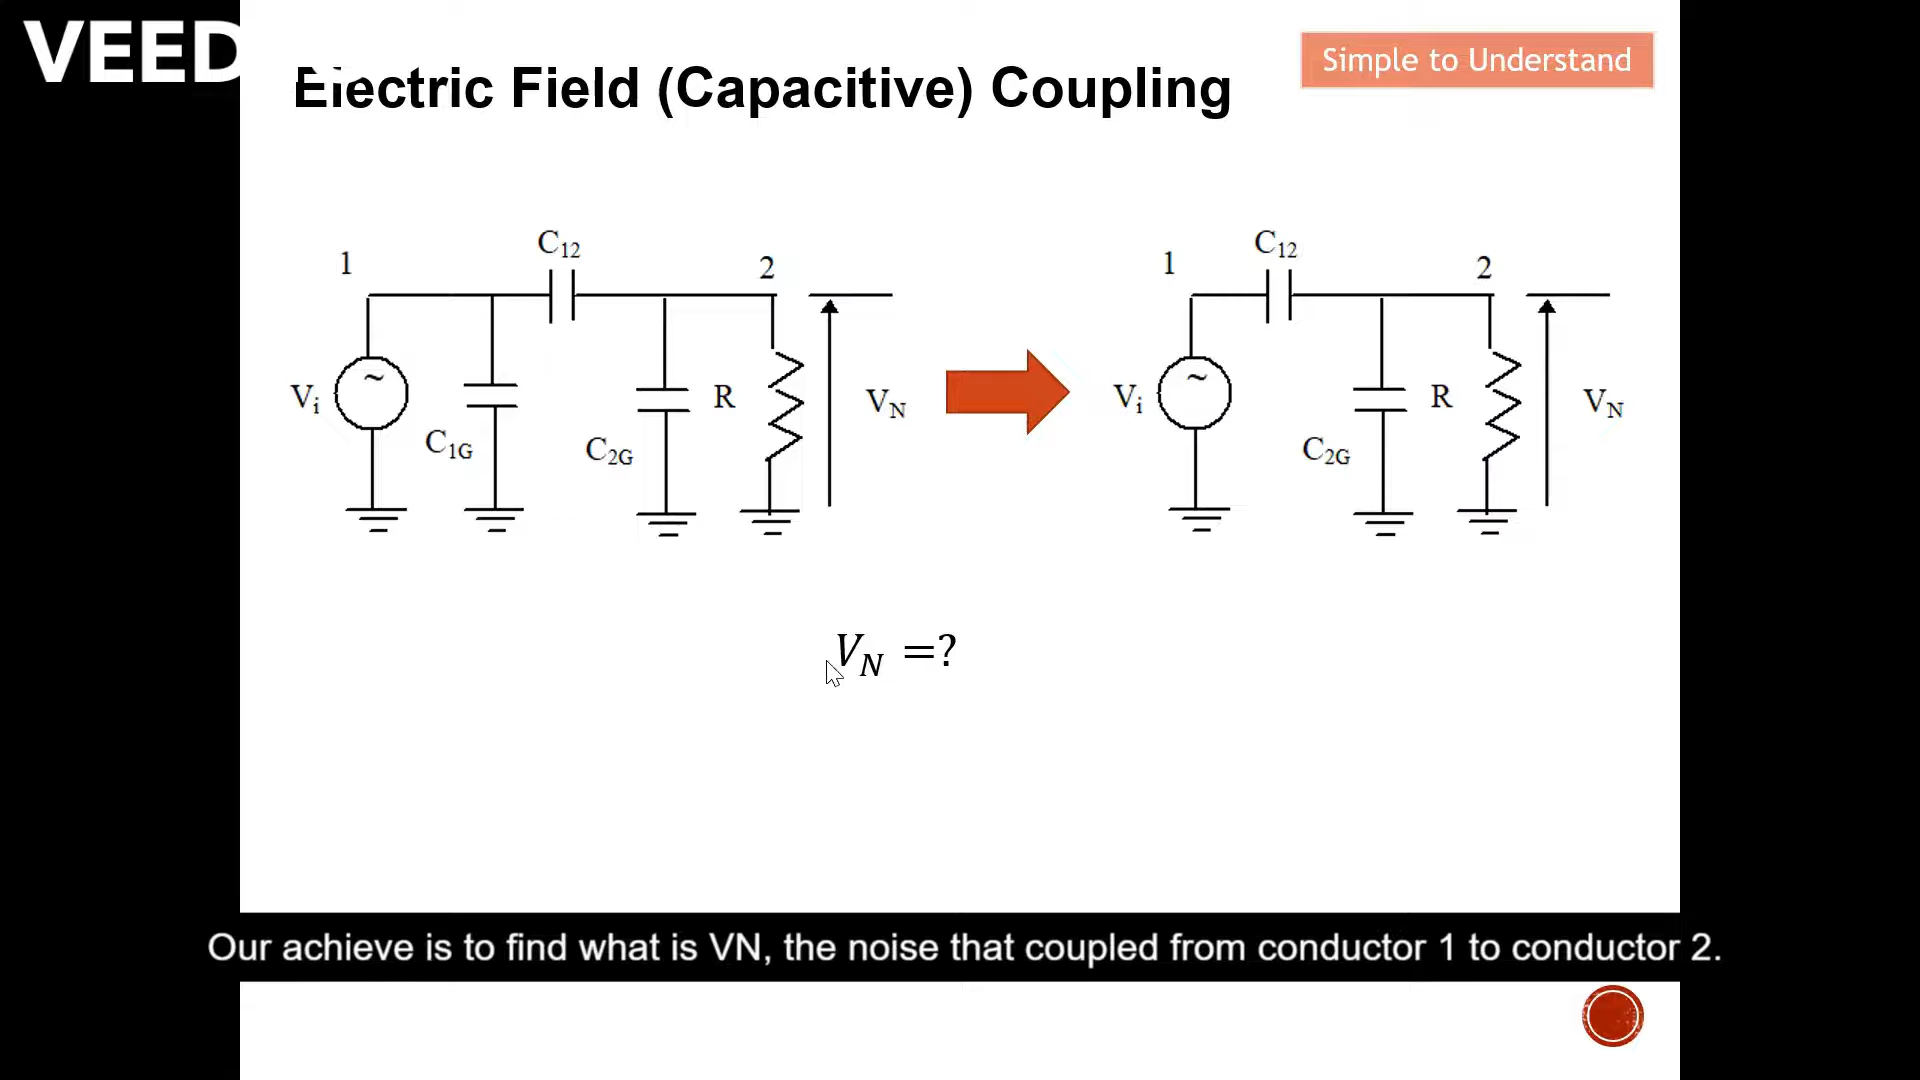 VEED
Electric Field (Capacitive) Coupling
Simple to Understand
C12
1
2
Vi
C1G
C2G
R
VN
C12
1
2
Vi
C2G
R
VN
~
~
VN =?
Our achieve is to find what is VN, the noise that coupled from conductor 1 to conductor 2.